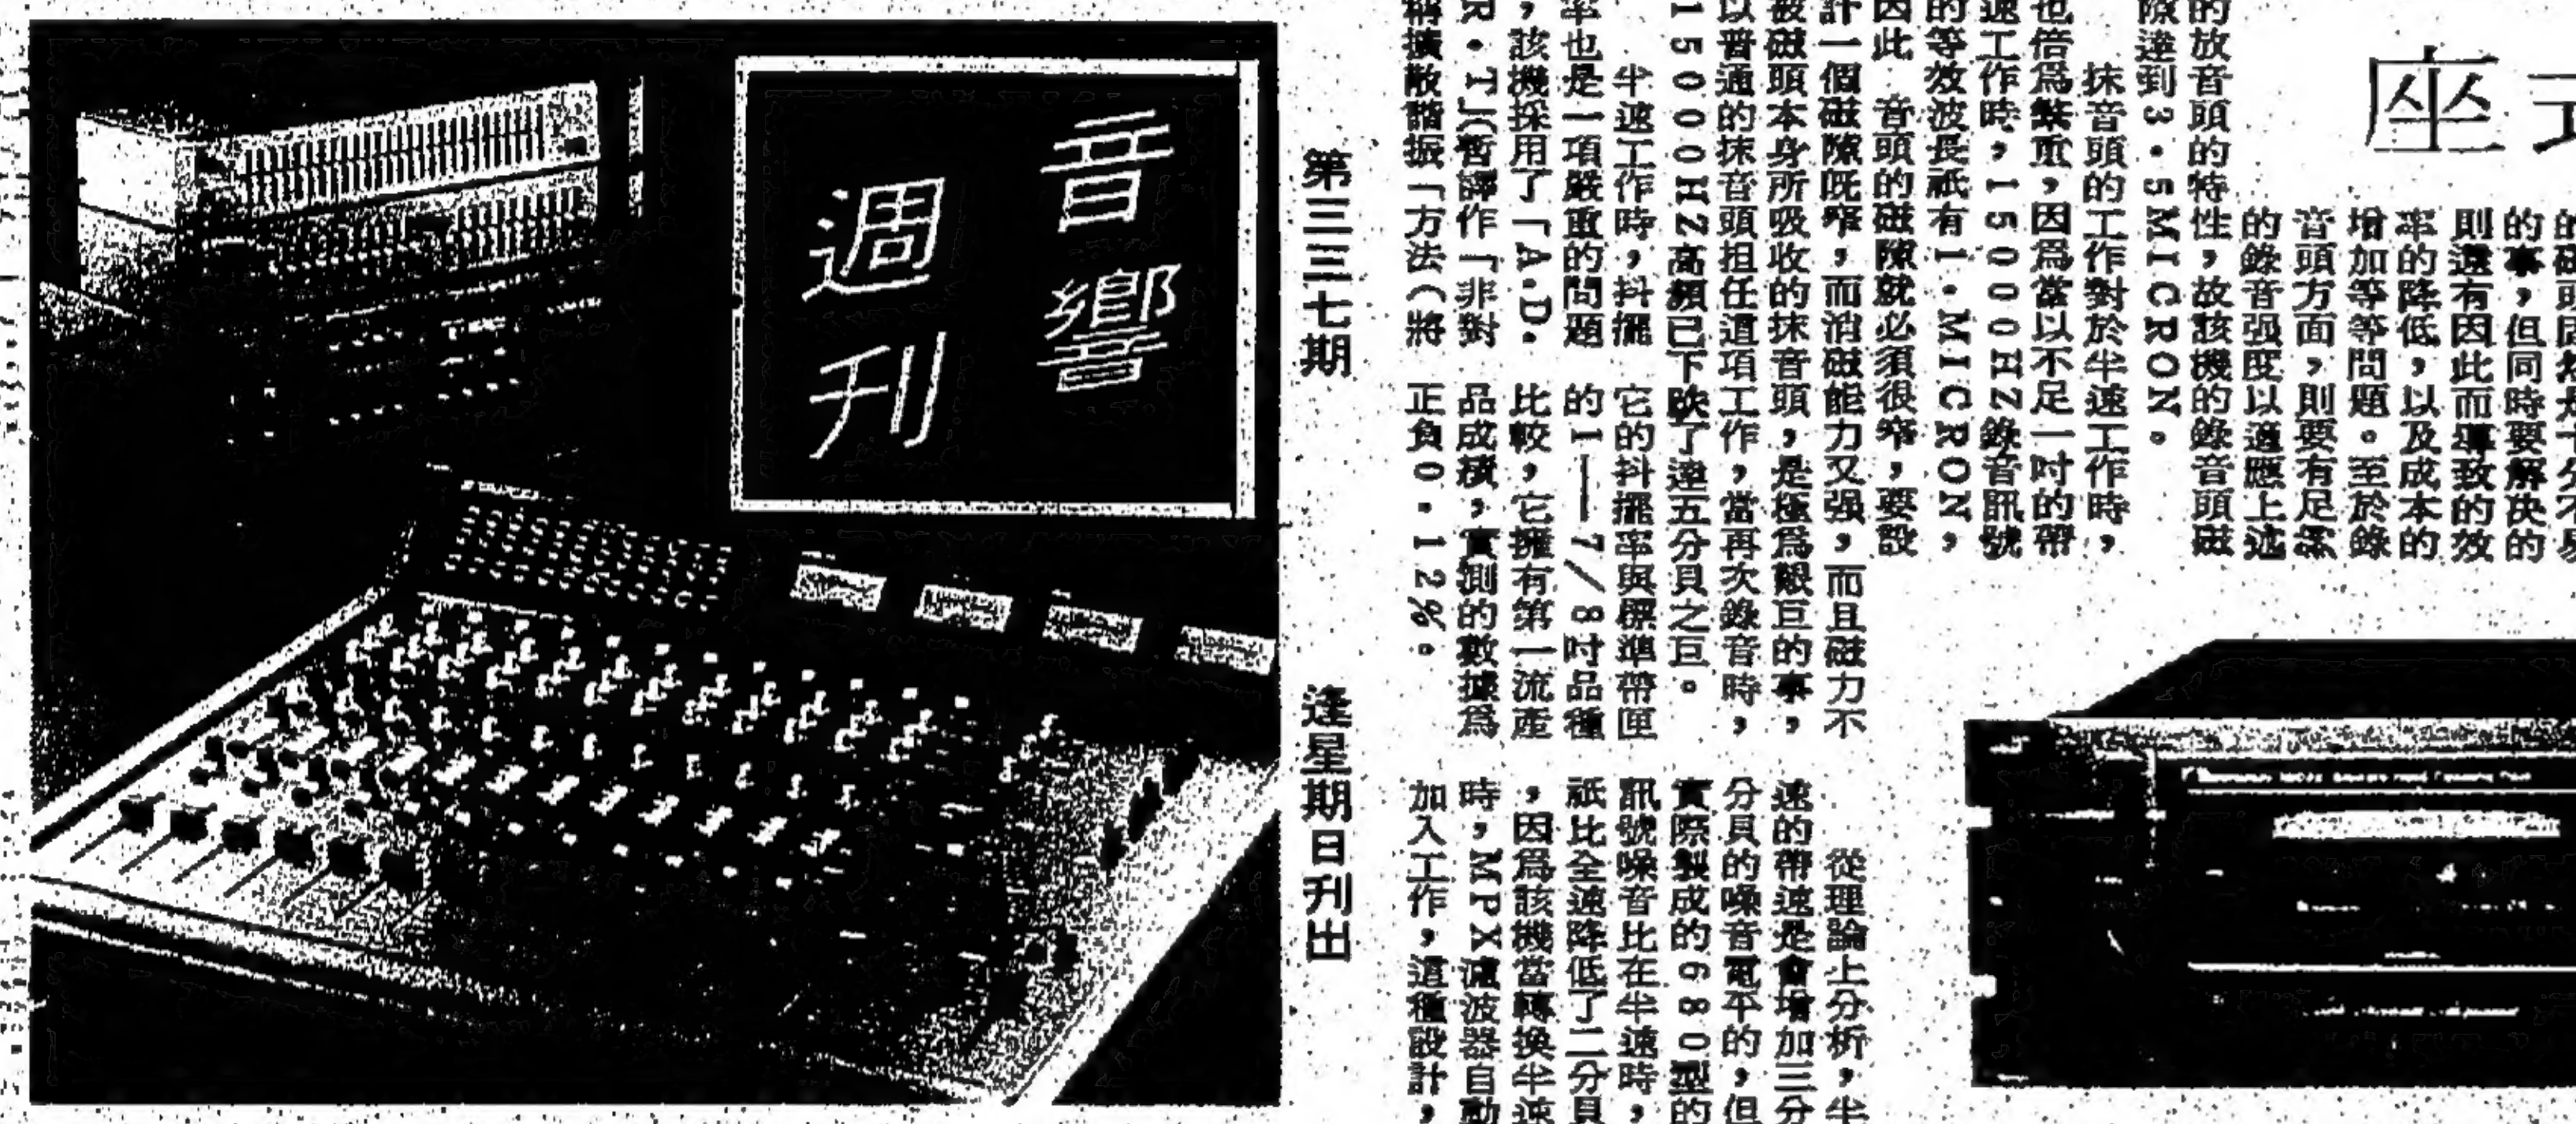 座
的事，但同時要解決的
則還有因此而導致的效
率的降低，以及成本的
增加等等問題。至於錄
音頭方面，則要有足
的錄音强度以適應上述
的放音頭的特性，故該機的錄音頭磁
隙達到3．5MICRON。
抹音頭的工作對於半速工作時，
也倍爲繁重，因爲當以不足一吋的帶
速工作時，15000HZ錄音訊號
的等效波長祇有1．MICRON，
因此　音頭的磁隙就必須很窄，要設
計一個磁隙既窄，而消磁能力又强，而且磁力不
被磁頭本身所吸收的抹音頭，是極爲艱巨的事，
以普通的抹音頭担任這項工作，當再次錄音時，
15000HZ高頻已下跌了達五分貝之巨。
半速工作時，抖擺
率也是一項嚴重的問題
，該機採用了「A.D.
R．T」（暫譯作「非對
稱擴散諧振「方法（將
它的抖擺率與標準帶匣
的1—7／8吋品種
比較，它擁有第一流產
品成積，實測的數據爲
正負0．12%。
從理論上分析，半
速的帶速是會增加三分
分貝的噪音電平的，但
實際製成的680型的
訊號噪音比在半速時，
祇比全速降低了二分貝
，因爲該機當轉換半速
時，MPX濾波器自動
加入工作，這種設計，
第三三七期　逢星期日刊出
音響
週刊